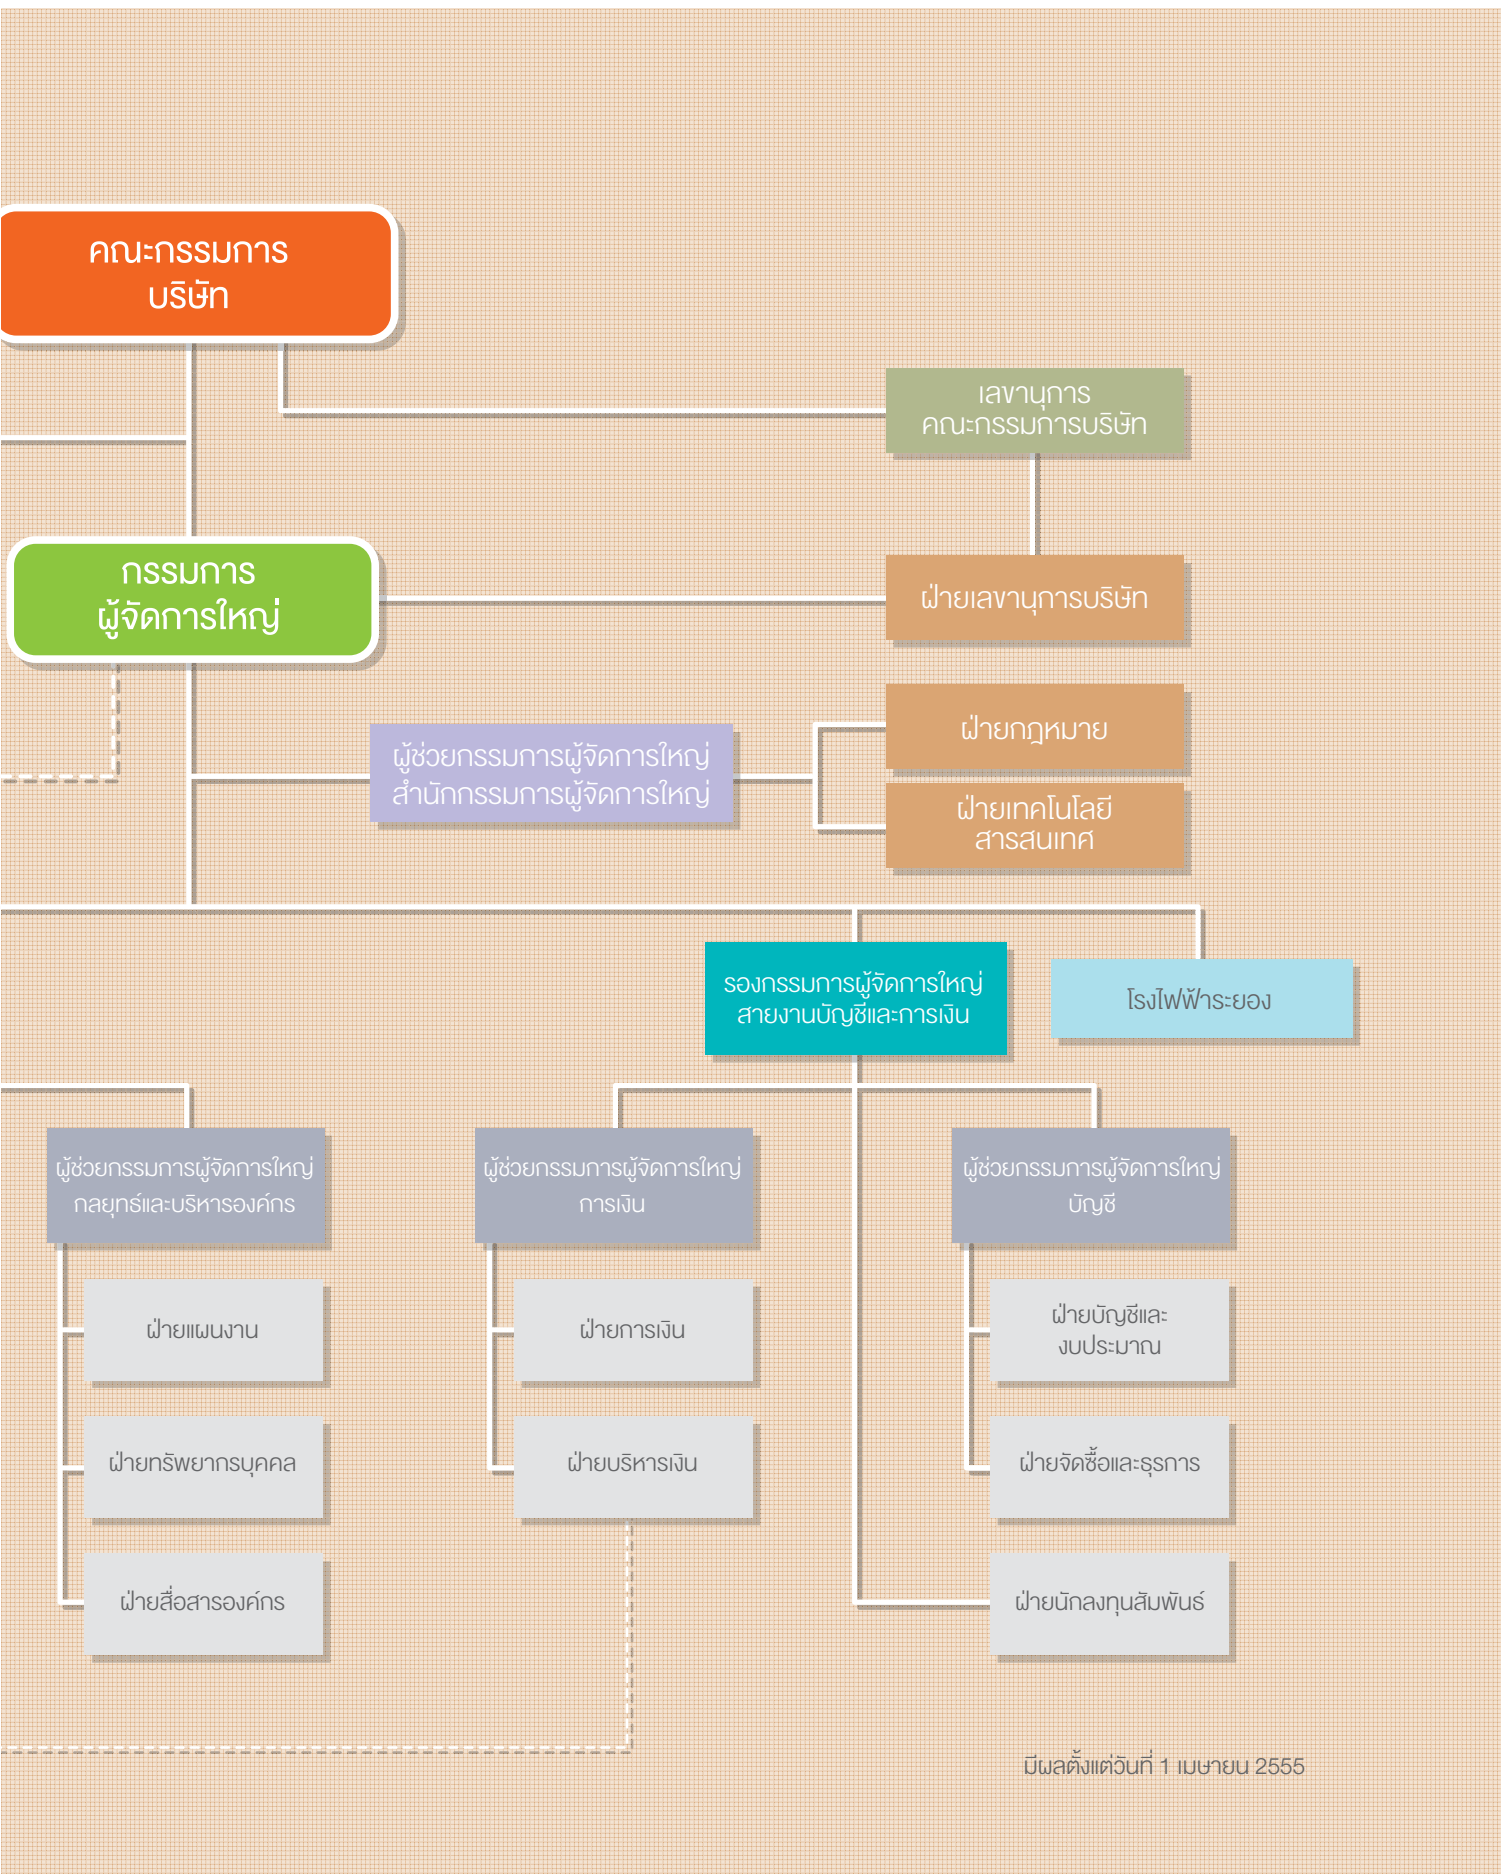 คณะกรรมการ
บริษัท
เลขานุการ
คณะกรรมการบริษัท
กรรมการ
ผู้จัดการใหญ่
ฝ่ายเลขานุการบริษัท
ผู้ช่วยกรรมการผู้จัดการใหญ่
สำนักกรรมการผู้จัดการใหญ่
ฝ่ายกฎหมาย
ฝ่ายเทคโนโลยี
สารสนเทศ
รองกรรมการผู้จัดการใหญ่
สายงานบัญชีและการเงิน
โรงไฟฟ้าระยอง
ผู้ช่วยกรรมการผู้จัดการใหญ่
กลยุทธ์และบริหารองค์กร
ผู้ช่วยกรรมการผู้จัดการใหญ่
การเงิน
ผู้ช่วยกรรมการผู้จัดการใหญ่
บัญชี
ฝ่ายแผนงาน
ฝ่ายการเงิน
ฝ่ายบัญชีและ
งบประมาณ
ฝ่ายทรัพยากรบุคคล
ฝ่ายบริหารเงิน
ฝ่ายจัดซื้อและธุรการ
ฝ่ายสื่อสารองค์กร
ฝ่ายนักลงทุนสัมพันธ์
มีผลตั้งแต่วันที่ 1 เมษายน 2555